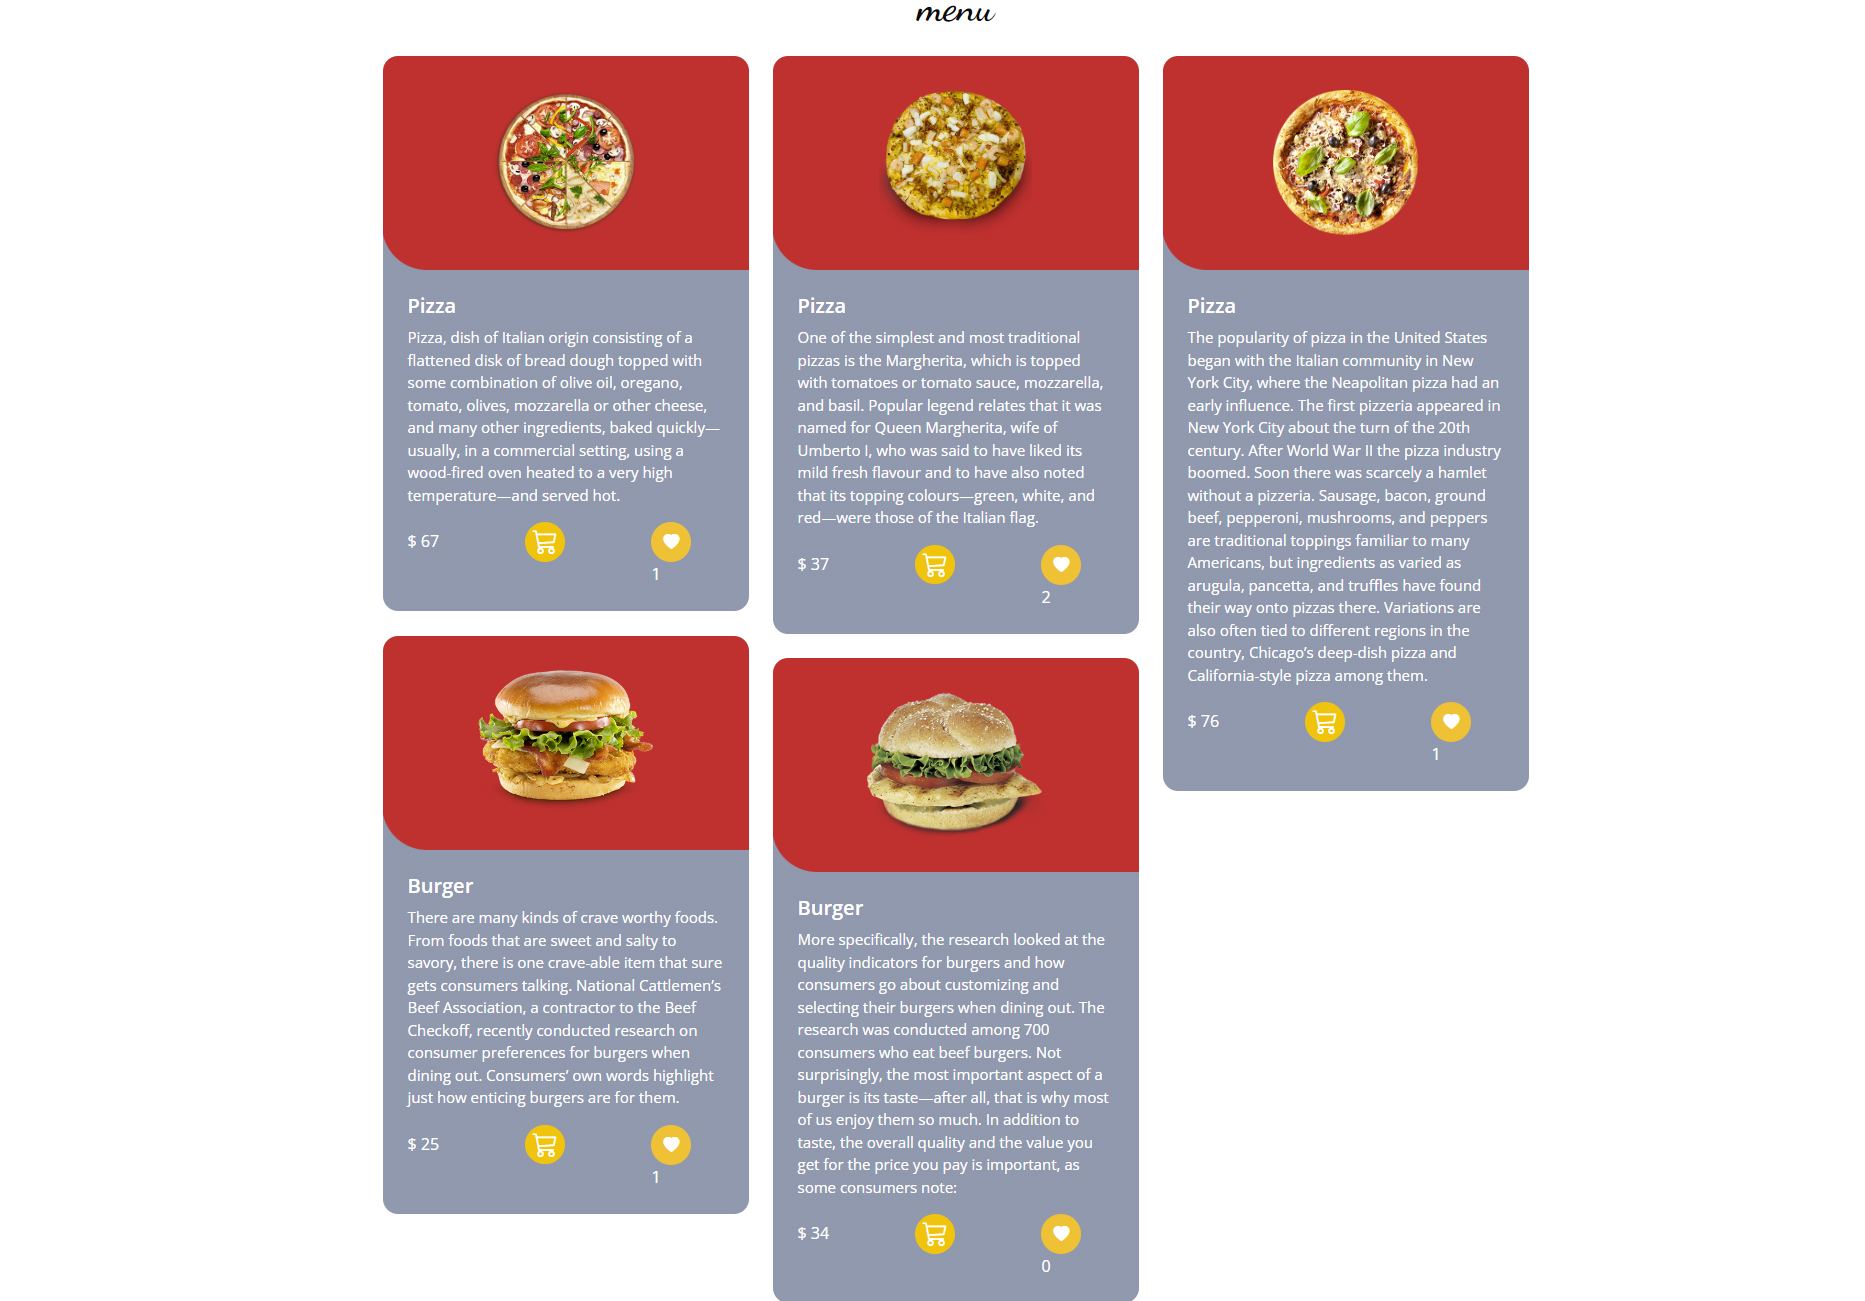 menu
Pizza
Pizza, dish of Italian origin consisting of a
flattened disk of bread dough topped with
some combination of olive oil, oregano,
tomato, olives, mozzarella or other cheese,
and many other ingredients, baked quickly—
usually, in a commercial setting, using a
wood-fired oven heated to a very high
temperature—and served hot.
$ 67
1
Pizza
One of the simplest and most traditional
pizzas is the Margherita, which is topped
with tomatoes or tomato sauce, mozzarella,
and basil. Popular legend relates that it was
named for Queen Margherita, wife of
Umberto I, who was said to have liked its
mild fresh flavour and to have also noted
that its topping colours—green, white, and
red—were those of the Italian flag.
$ 37
2
Pizza
The popularity of pizza in the United States
began with the Italian community in New
York City, where the Neapolitan pizza had an
early influence. The first pizzeria appeared in
New York City about the turn of the 20th
century. After World War II the pizza industry
boomed. Soon there was scarcely a hamlet
without a pizzeria. Sausage, bacon, ground
beef, pepperoni, mushrooms, and peppers
are traditional toppings familiar to many
Americans, but ingredients as varied as
arugula, pancetta, and truffles have found
their way onto pizzas there. Variations are
also often tied to different regions in the
country, Chicago’s deep-dish pizza and
California-style pizza among them.
$ 76
1
Burger
There are many kinds of crave worthy foods.
From foods that are sweet and salty to
savory, there is one crave-able item that sure
gets consumers talking. National Cattlemen’s
Beef Association, a contractor to the Beef
Checkoff, recently conducted research on
consumer preferences for burgers when
dining out. Consumers’ own words highlight
just how enticing burgers are for them.
$ 25
1
Burger
More specifically, the research looked at the
quality indicators for burgers and how
consumers go about customizing and
selecting their burgers when dining out. The
research was conducted among 700
consumers who eat beef burgers. Not
surprisingly, the most important aspect of a
burger is its taste—after all, that is why most
of us enjoy them so much. In addition to
taste, the overall quality and the value you
get for the price you pay is important, as
some consumers note:
$ 34
0